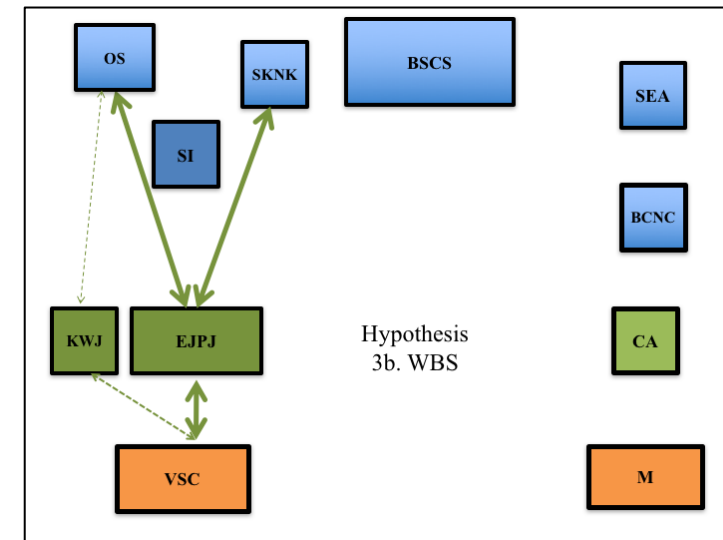 OS
SKNK
BSCS
SEA
SI
BCNC
KWJ
EJPJ
Hypothesis
3b. WBS
CA
VSC
M